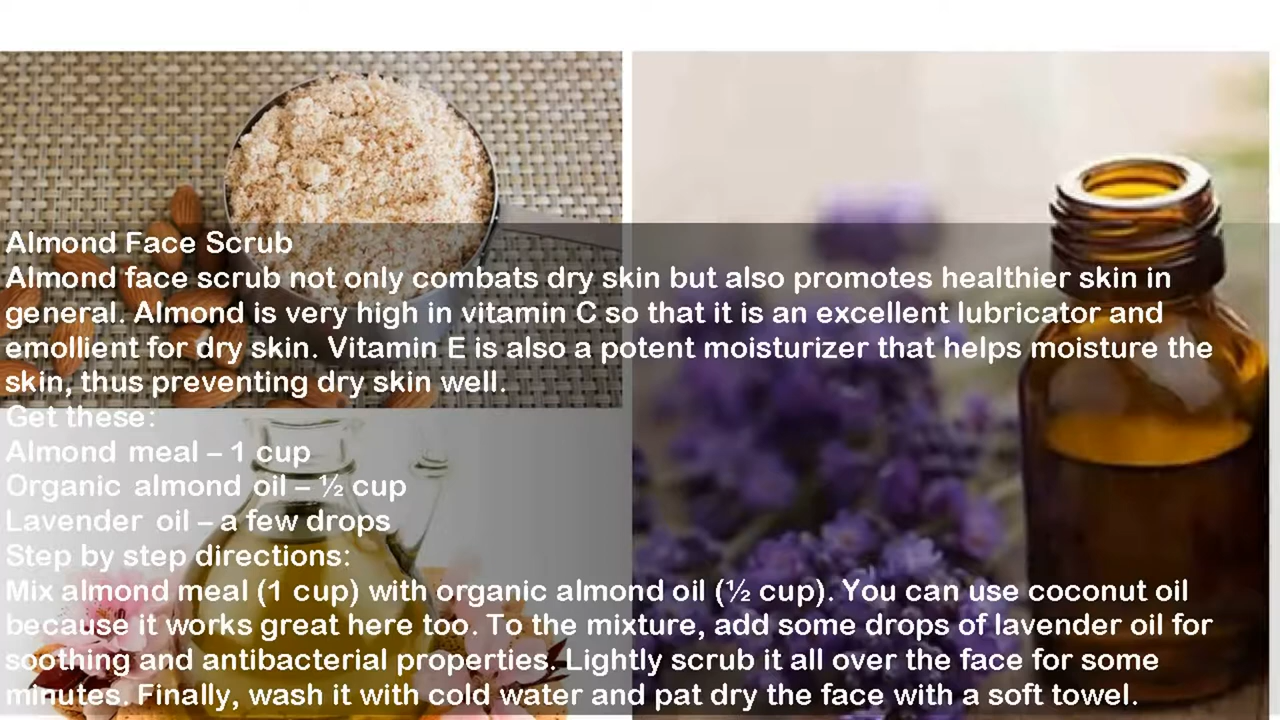 Almond Face Scrub
Almond face scrub not only combats dry skin but also promotes healthier skin in
general. Almond is very high in vitamin C so that it is an excellent lubricator and
emollient for dry skin. Vitamin E is also a potent moisturizer that helps moisture the
skin, thus preventing dry skin well.
Get these:
Almond meal – 1 cup
Organic almond oil – ½ cup
Lavender oil – a few drops
Step by step directions:
Mix almond meal (1 cup) with organic almond oil (½ cup). You can use coconut oil
because it works great here too. To the mixture, add some drops of lavender oil for
soothing and antibacterial properties. Lightly scrub it all over the face for some
minutes. Finally, wash it with cold water and pat dry the face with a soft towel.